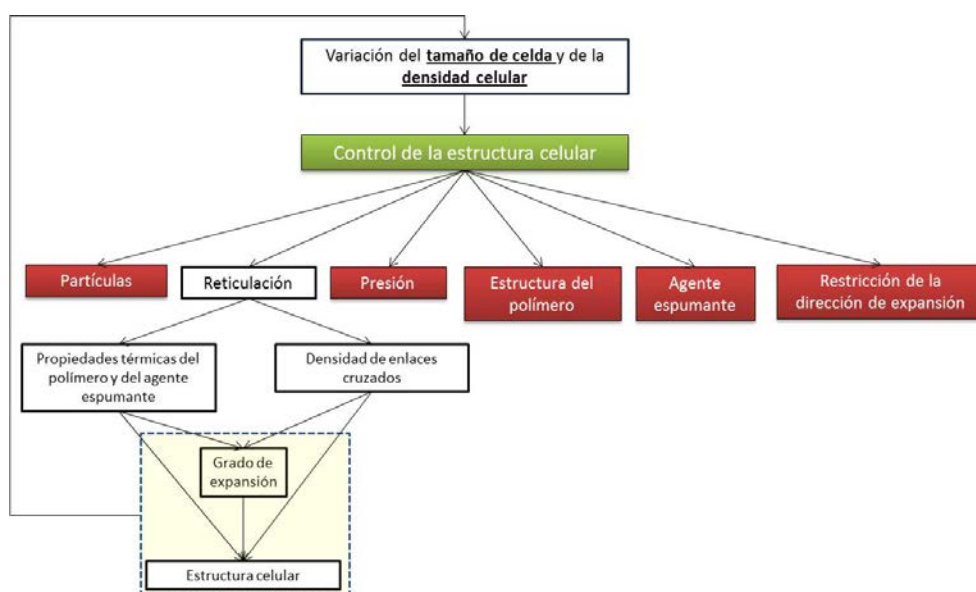 Variación del tamaño de celda y de la
densidad celular
Control de la estructura celular
Partículas
Reticulación
Presión
Estructura del
polímero
Agente
espumante
Restricción de la
dirección de expansión
Propiedades térmicas del
polímero y del agente
espumante
Densidad de enlaces
cruzados
Grado de
expansión
Estructura celular